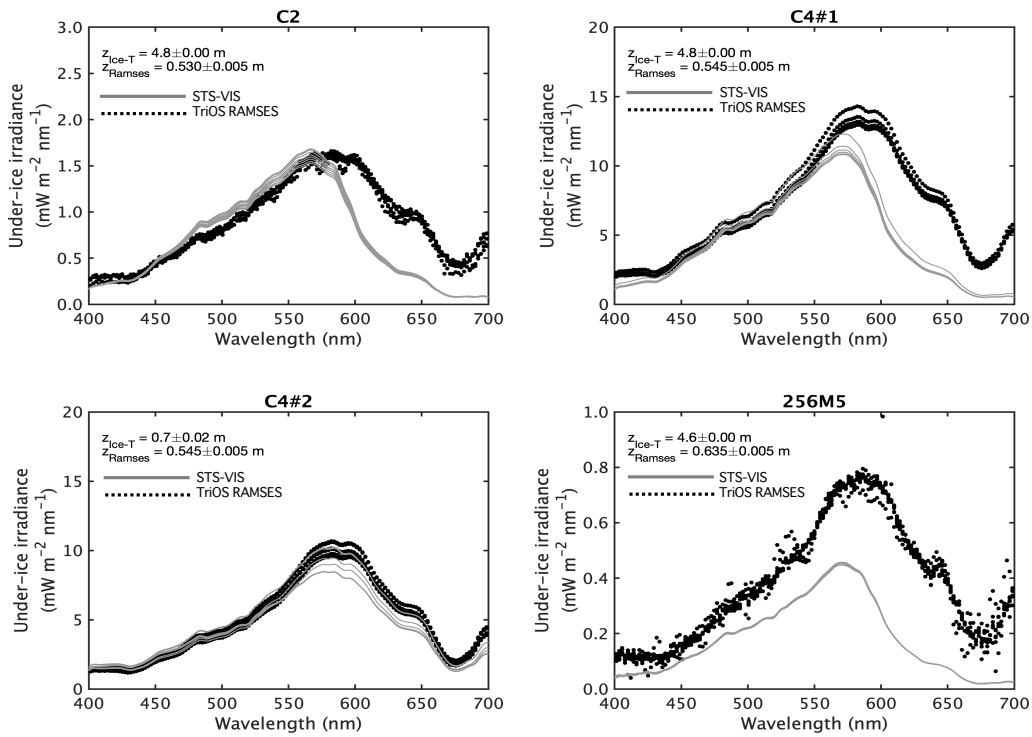 C2
z_Ice-T = 4.8±0.00 m
z_Ramses = 0.530±0.005 m
STS-VIS
TriOS RAMSES
Under-ice irradiance
(mW m⁻² nm⁻¹)
3.0
2.5
2.0
1.5
1.0
0.5
0.0
400 450 500 550 600 650 700
Wavelength (nm)
C4#1
z_Ice-T = 4.8±0.00 m
z_Ramses = 0.545±0.005 m
STS-VIS
TriOS RAMSES
Under-ice irradiance
(mW m⁻² nm⁻¹)
20
15
10
5
0
400 450 500 550 600 650 700
Wavelength (nm)
C4#2
z_Ice-T = 0.7±0.02 m
z_Ramses = 0.545±0.005 m
STS-VIS
TriOS RAMSES
Under-ice irradiance
(mW m⁻² nm⁻¹)
20
15
10
5
0
400 450 500 550 600 650 700
Wavelength (nm)
256M5
z_Ice-T = 4.6±0.00 m
z_Ramses = 0.635±0.005 m
STS-VIS
TriOS RAMSES
Under-ice irradiance
(mW m⁻² nm⁻¹)
1.0
0.8
0.6
0.4
0.2
0.0
400 450 500 550 600 650 700
Wavelength (nm)